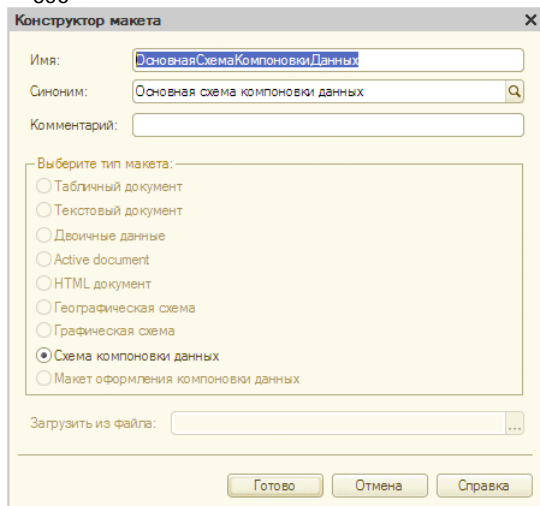 Конструктор макета
Имя: ОсновнаяСхемаКомпоновкиДанных
Синоним: Основная схема компоновки данных
Комментарий:
Выберите тип макета:
Табличный документ
Текстовый документ
Двоичные данные
Active document
HTML документ
Географическая схема
Графическая схема
Схема компоновки данных
Макет оформления компоновки данных
Загрузить из файла: ...
Готово Отмена Справка